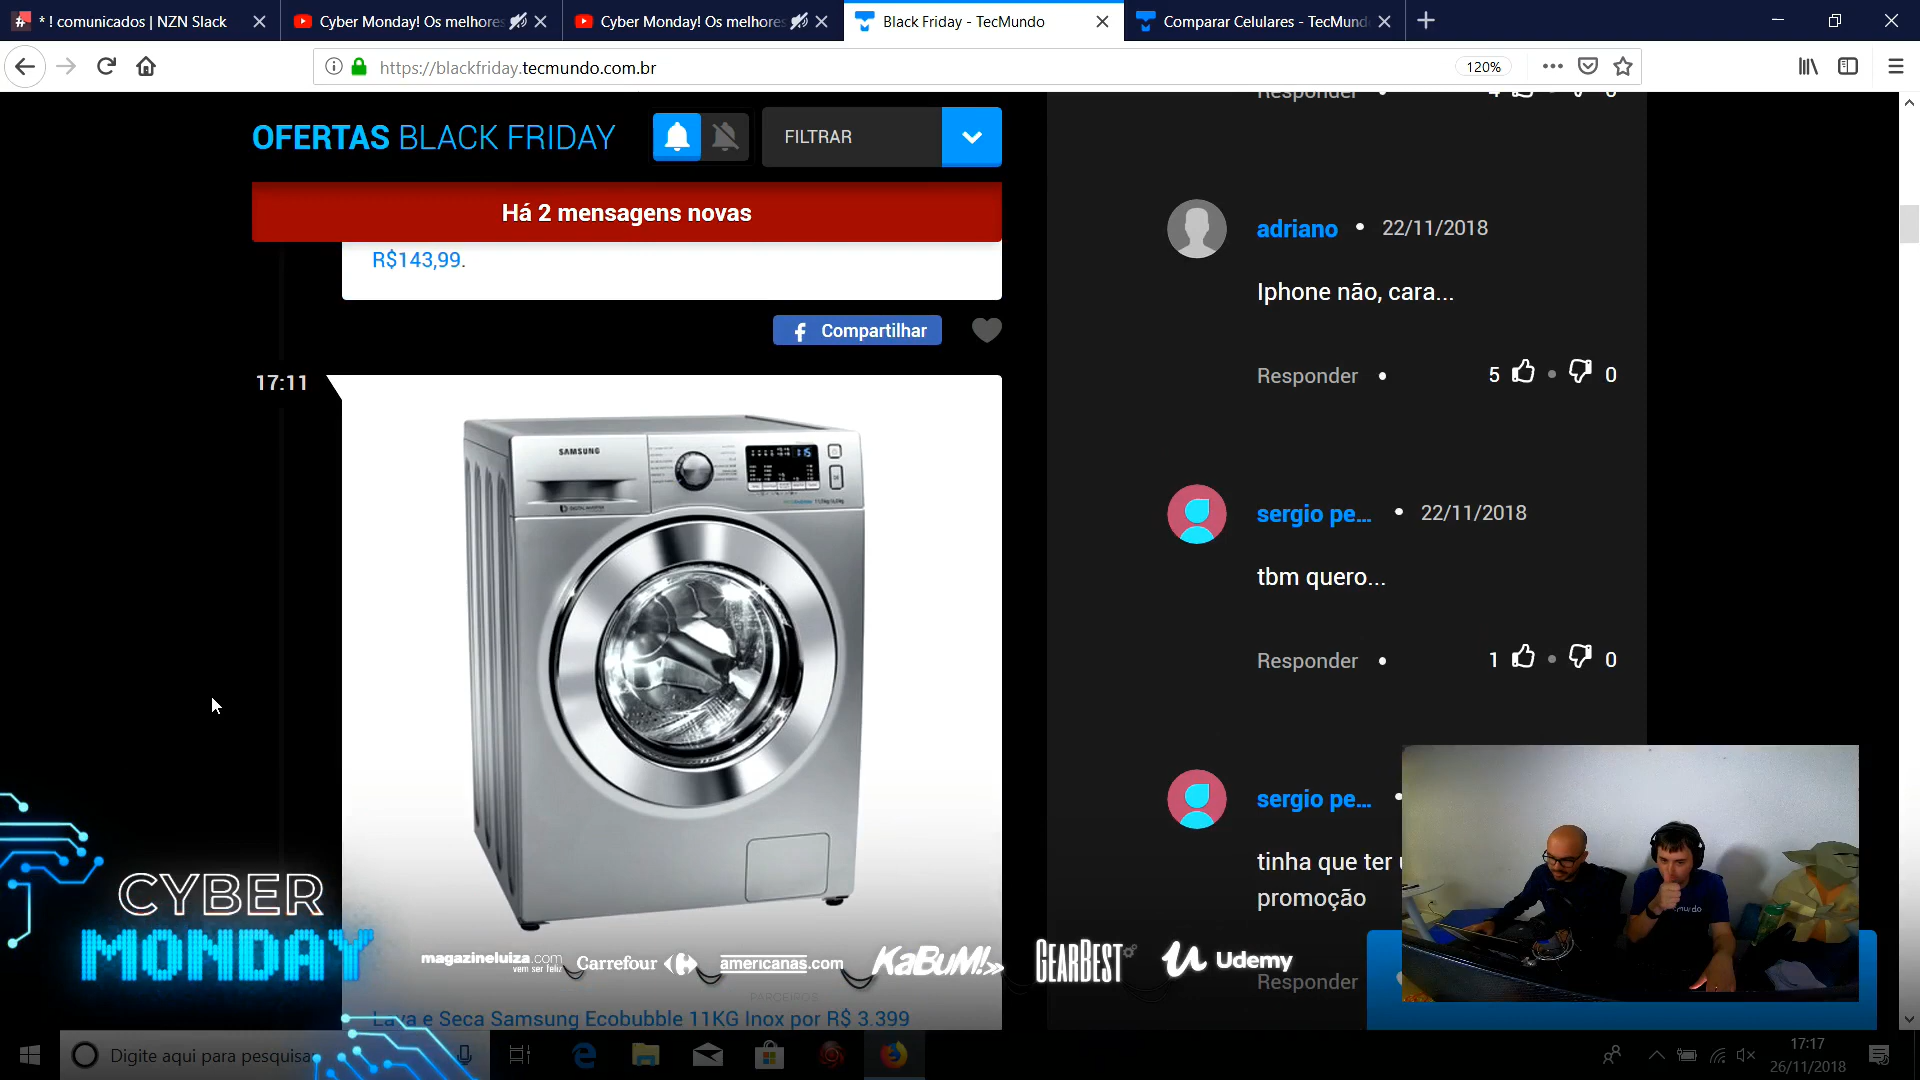 * ! comunicados | NZN Slack
Cyber Monday! Os melhores
Cyber Monday! Os melhores
Black Friday - TecMundo
Comparar Celulares - TecMund
https://blackfriday.tecmundo.com.br
120%
OFERTAS BLACK FRIDAY
FILTRAR
Há 2 mensagens novas
R$143,99.
Compartilhar
17:11
SAMSUNG
Lava e Seca Samsung Ecobubble 11KG Inox por R$ 3.399
Responder
adriano • 22/11/2018
Iphone não, cara...
Responder • 5 • 0
sergio pe... • 22/11/2018
tbm quero...
Responder • 1 • 0
sergio pe... •
tinha que ter
promoção
Responder
CYBER
MONDAY
magazineluiza.com
vem ser feliz
Carrefour
americanas.com
KaBuM!
GEARBEST
Udemy
PARCEIROS
Digite aqui para pesquisa
17:17
26/11/2018